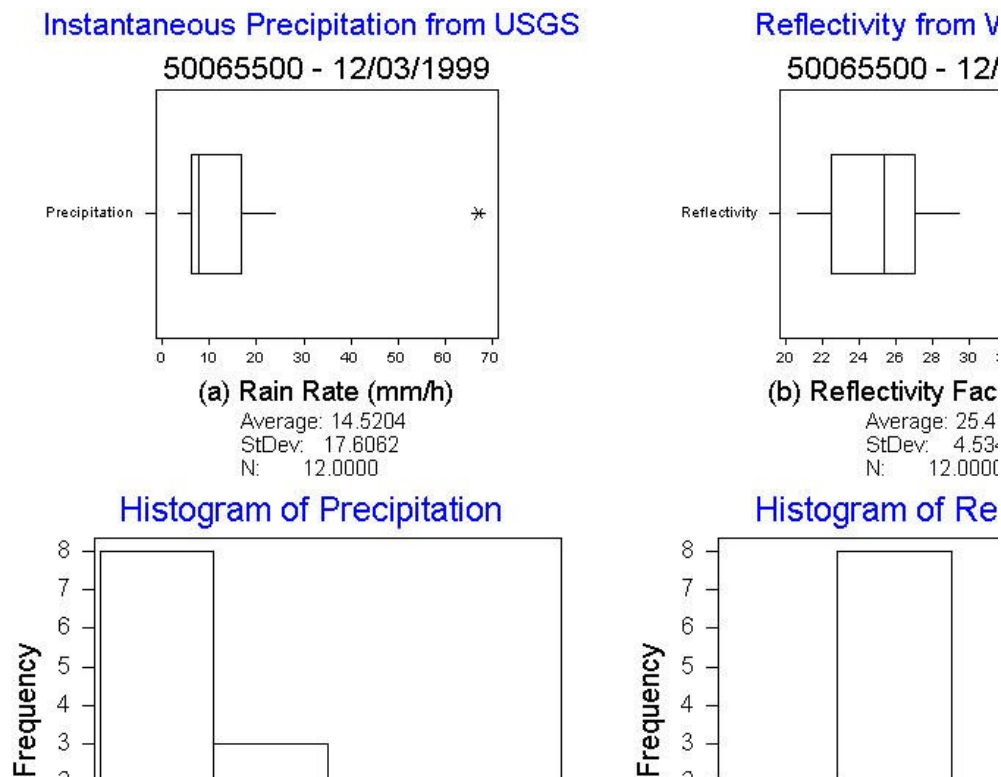 Instantaneous Precipitation from USGS
50065500 - 12/03/1999
Precipitation
0 10 20 30 40 50 60 70
(a) Rain Rate (mm/h)
Average: 14.5204
StDev: 17.6062
N: 12.0000
Reflectivity from
50065500 - 12/
Reflectivity
20 22 24 26 28 30
(b) Reflectivity Fac
Average: 25.4
StDev: 4.53
N: 12.0000
Histogram of Precipitation
8
7
6
5
4
3
Frequency
Histogram of Re
8
7
6
5
4
3
Frequency